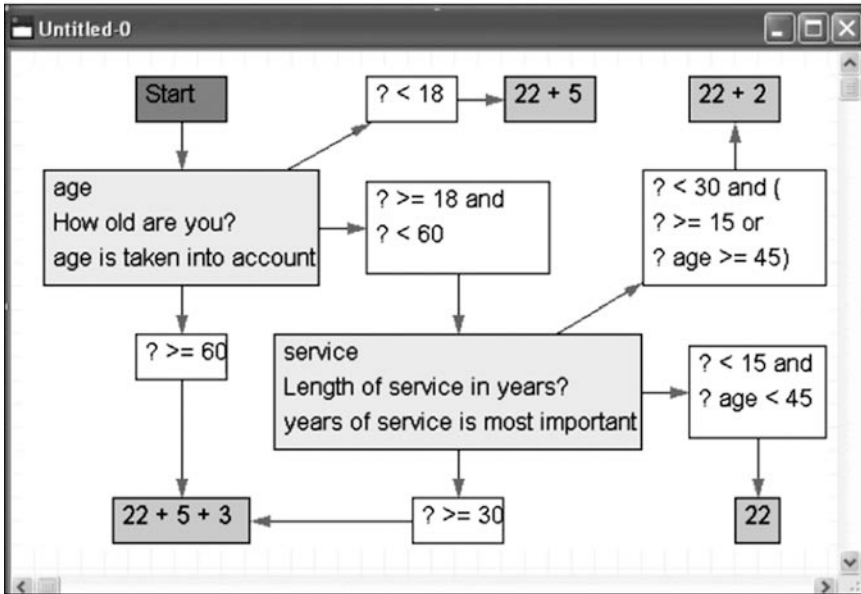 Untitled-0
Start
? < 18
22 + 5
22 + 2
age
How old are you?
age is taken into account
? >= 18 and
? < 60
? < 30 and (
? >= 15 or
? age >= 45)
? >= 60
service
Length of service in years?
years of service is most important
? < 15 and
? age < 45
22 + 5 + 3
? >= 30
22